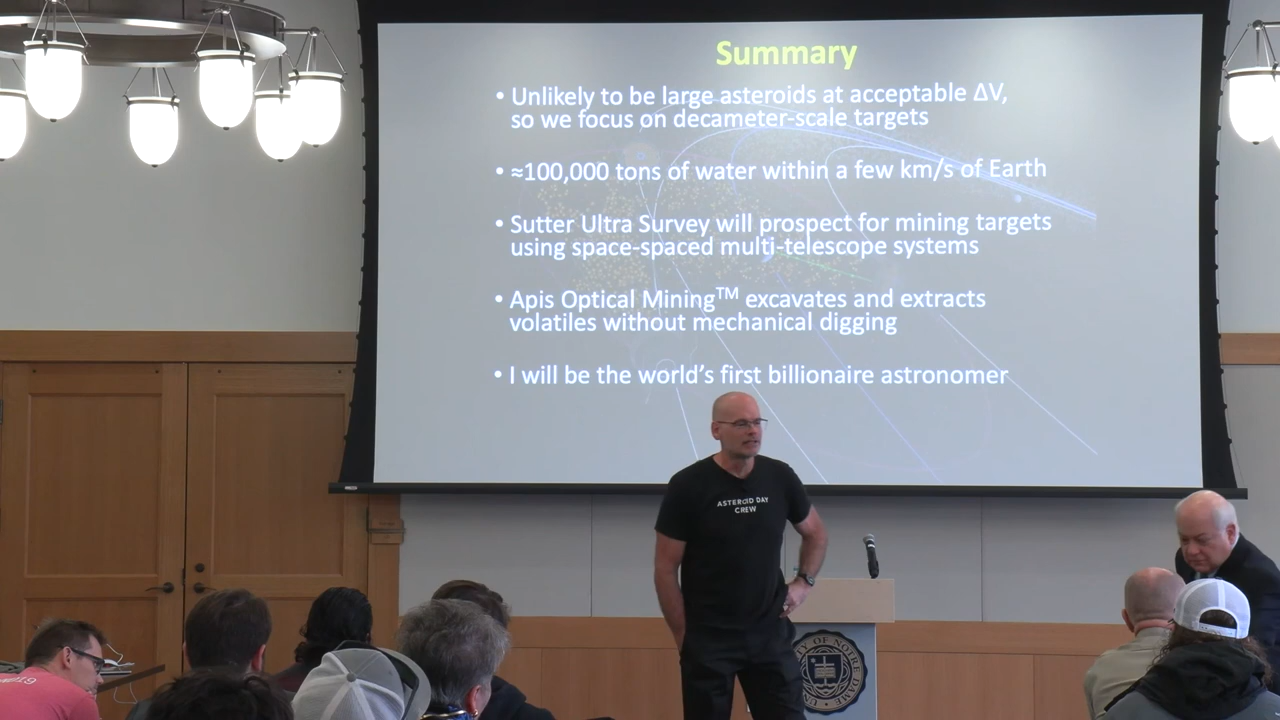 Summary
• Unlikely to be large asteroids at acceptable ΔV,
so we focus on decameter-scale targets
• ≈100,000 tons of water within a few km/s of Earth
• Sutter Ultra Survey will prospect for mining targets
using space-spaced multi-telescope systems
• Apis Optical Mining™ excavates and extracts
volatiles without mechanical digging
• I will be the world's first billionaire astronomer
ASTEROID DAY
CREW
OF NOTRE DAME